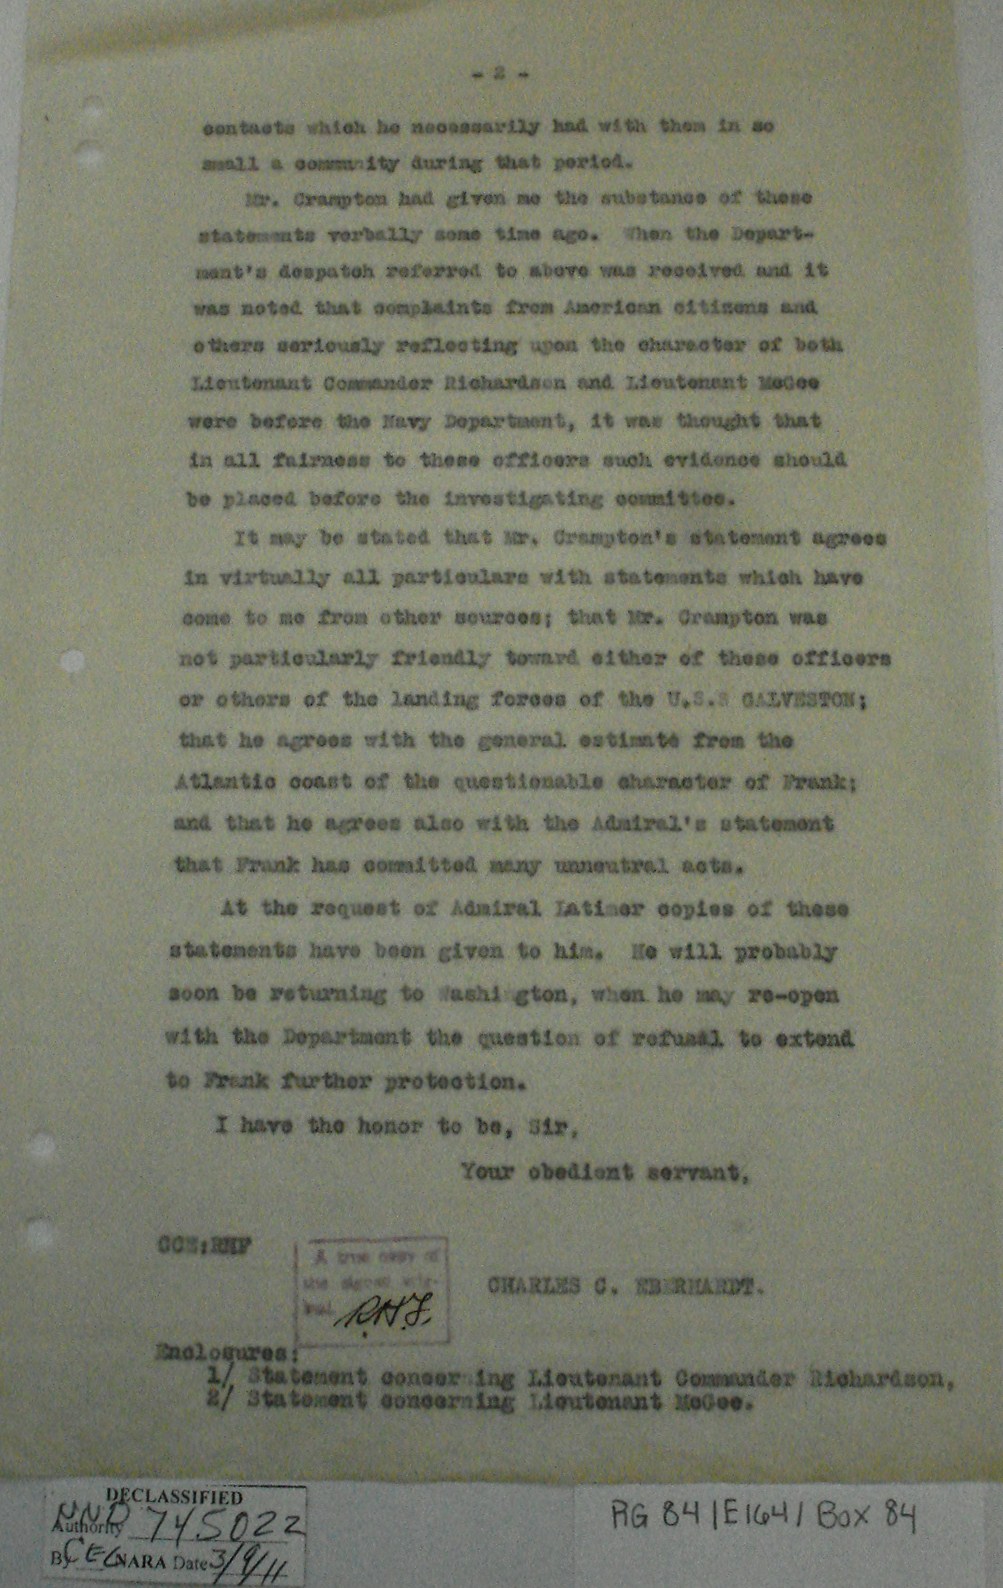 - 2 -
contacts which he necessarily had with them in so
small a community during that period.
Mr. Crampton had given me the substance of these
statements verbally some time ago. When the Depart-
ment's despatch referred to above was received and it
was noted that complaints from American citizens and
others seriously reflecting upon the character of both
Lieutenant Commander Richardson and Lieutenant McGee
were before the Navy Department, it was thought that
in all fairness to these officers such evidence should
be placed before the investigating committee.
It may be stated that Mr. Crampton's statement agrees
in virtually all particulars with statements which have
come to me from other sources; that Mr. Crampton was
not particularly friendly toward either of these officers
or others of the landing forces of the U.S.S GALVESTON;
that he agrees with the general estimate from the
Atlantic coast of the questionable character of Frank;
and that he agrees also with the Admiral's statement
that Frank has committed many unneutral acts.
At the request of Admiral Latimer copies of these
statements have been given to him. He will probably
soon be returning to Washington, when he may re-open
with the Department the question of refusal to extend
to Frank further protection.
I have the honor to be, Sir,
Your obedient servant,
CCE:RHF
A true copy of
the signed orig-
inal
R.H.F.
CHARLES C. EBERHARDT.
Enclosures:
1/ Statement concerning Lieutenant Commander Richardson,
2/ Statement concerning Lieutenant McGee.
DECLASSIFIED
Authority NND 745022
By CEC NARA Date 3/9/11
RG 84 | E1641 Box 84